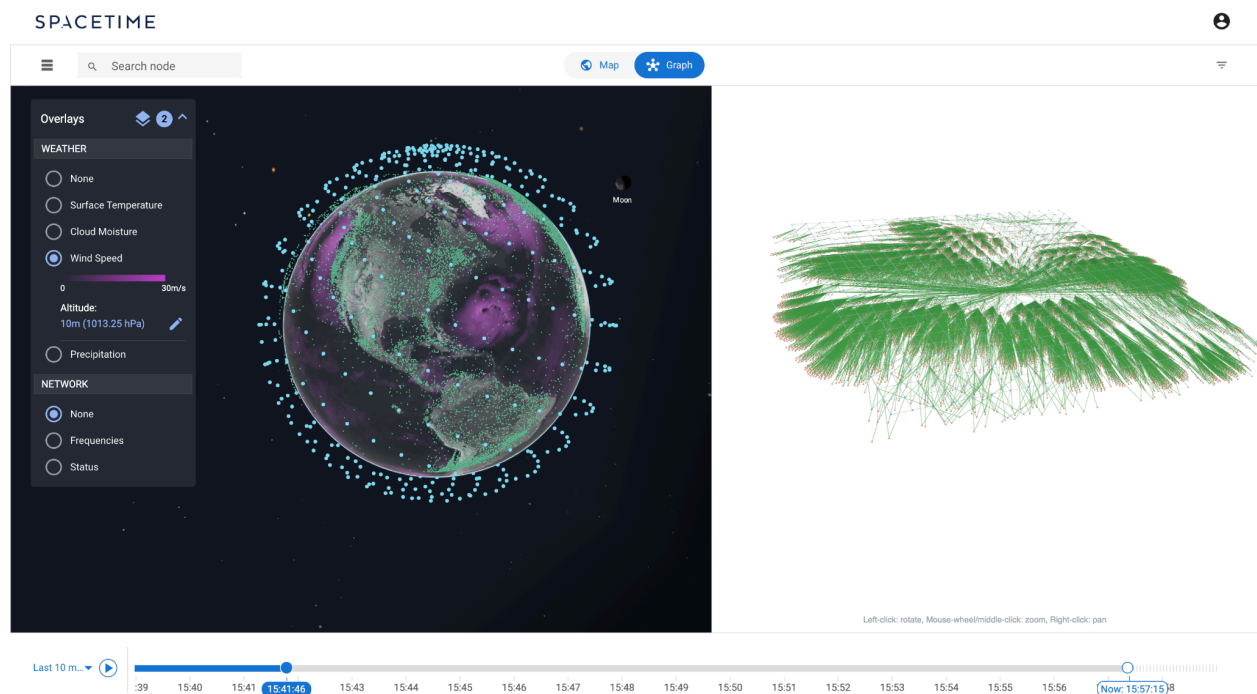 SPACETIME
Search node
Map
Graph
Overlays
2
WEATHER
None
Surface Temperature
Cloud Moisture
Wind Speed
0 30m/s
Altitude:
10m (1013.25 hPa)
Precipitation
NETWORK
None
Frequencies
Status
Moon
Left-click: rotate, Mouse-wheel/middle-click: zoom, Right-click: pan
Last 10 m...
:39 15:40 15:41 15:41:46 15:43 15:44 15:45 15:46 15:47 15:48 15:49 15:50 15:51 15:52 15:53 15:54 15:55 15:56 Now: 15:57:15 8